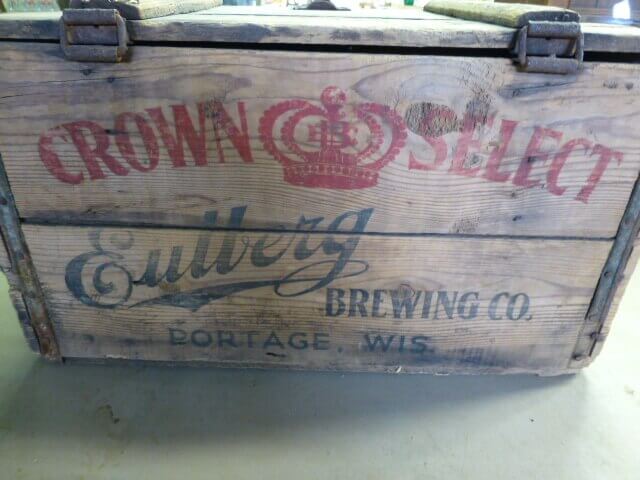 CROWN SELECT
Eulberg
BREWING CO.
PORTAGE, WIS.